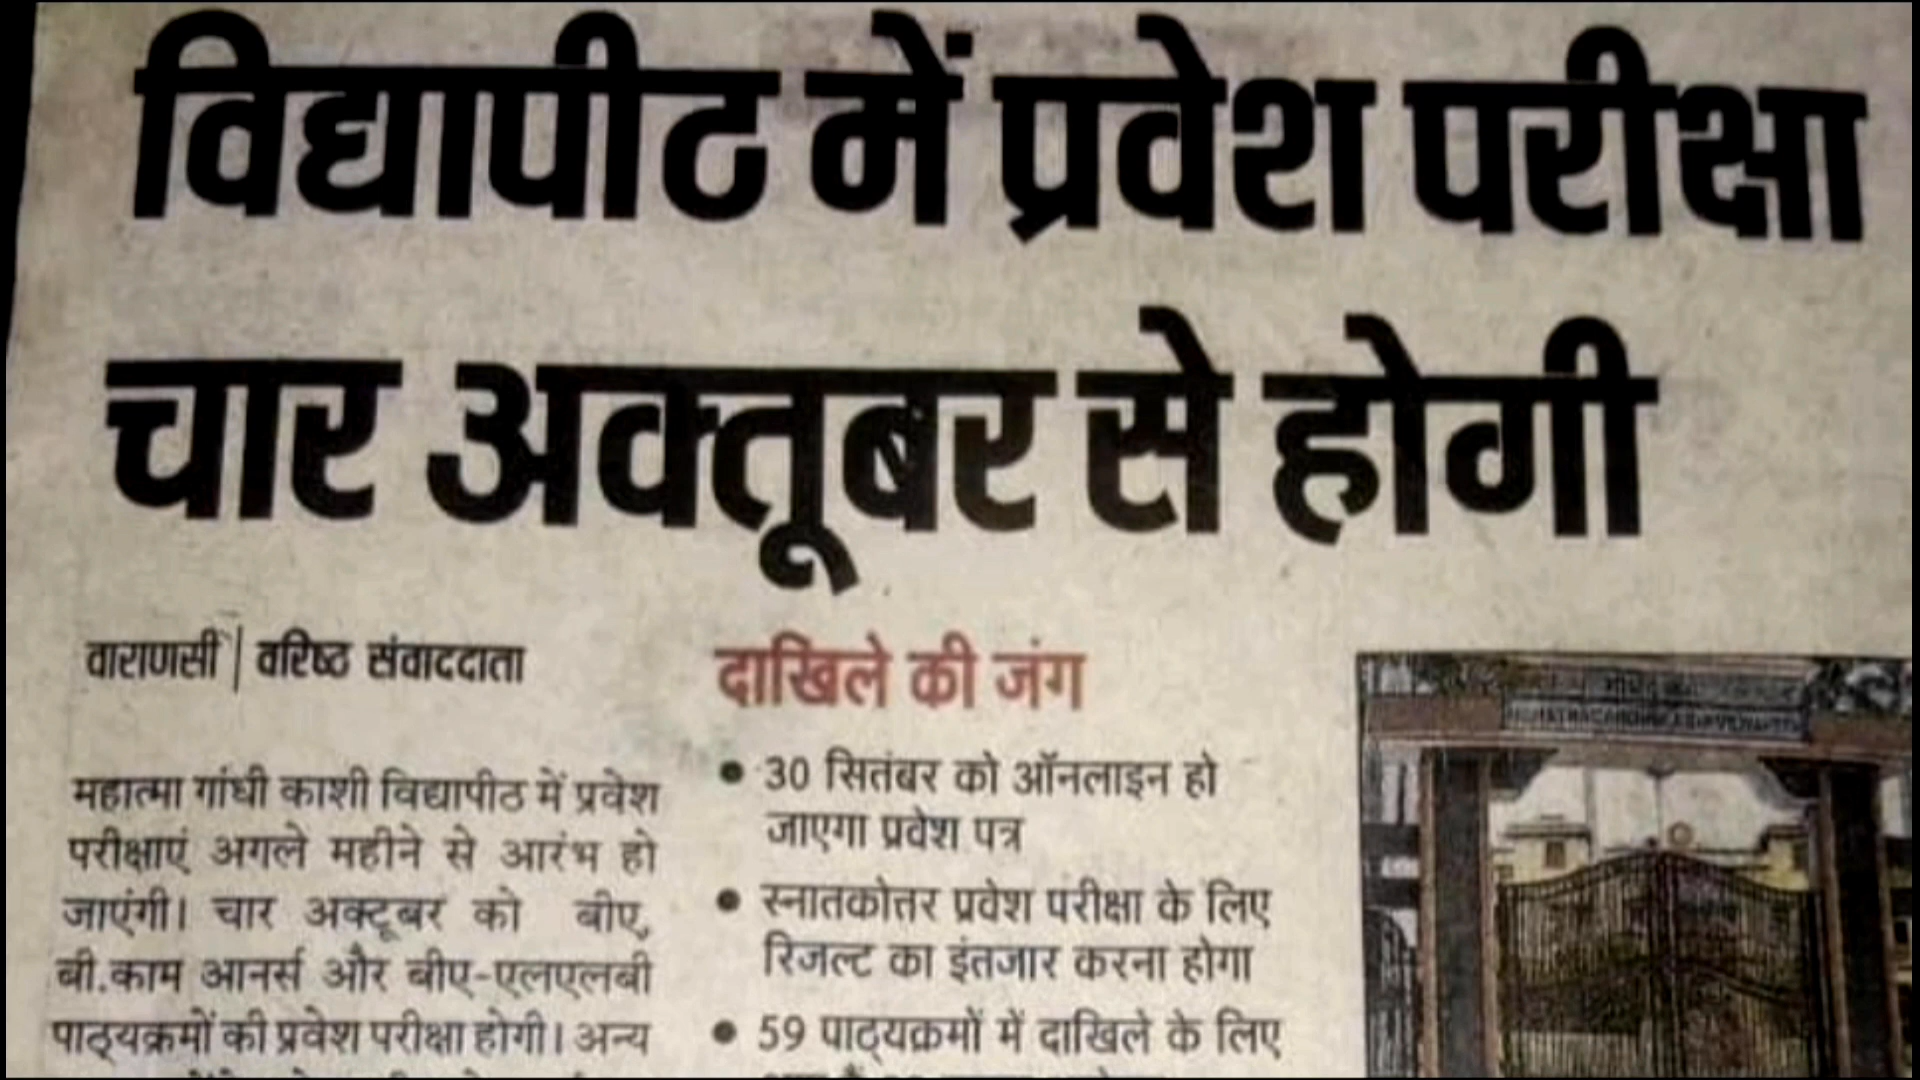 विद्यापीठ में प्रवेश परीक्षा
चार अक्तूबर से होगी
वाराणसी | वरिष्ठ संवाददाता
महात्मा गांधी काशी विद्यापीठ में प्रवेश
परीक्षाएं अगले महीने से आरंभ हो
जाएंगी। चार अक्टूबर को बीए,
बी.काम आनर्स और बीए-एलएलबी
पाठ्यक्रमों की प्रवेश परीक्षा होगी। अन्य
दाखिले की जंग
• 30 सितंबर को ऑनलाइन हो
जाएगा प्रवेश पत्र
• स्नातकोत्तर प्रवेश परीक्षा के लिए
रिजल्ट का इंतजार करना होगा
• 59 पाठ्यक्रमों में दाखिले के लिए